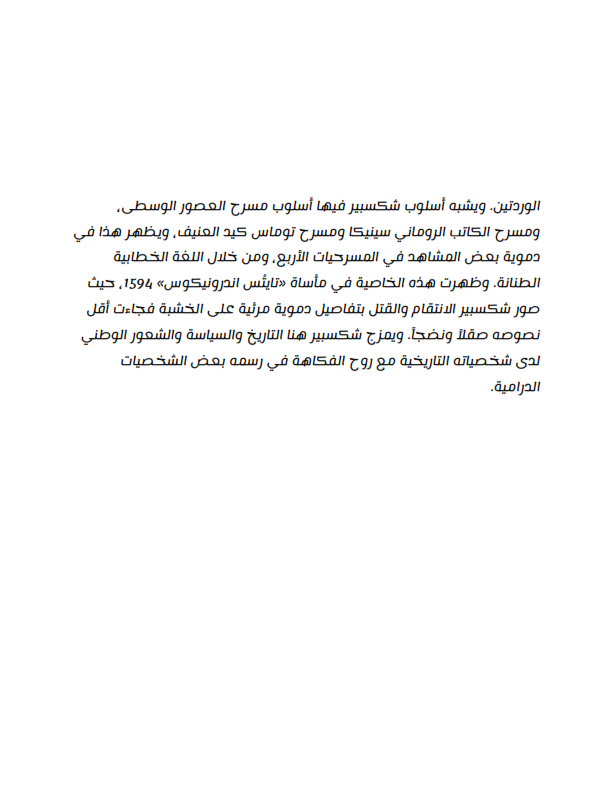 الوردتين. ويشبه أسلوب شكسبير فيها أسلوب مسرح العصور الوسطى،
ومسرح الكاتب الروماني سينيكا ومسرح توماس كيد العنيف، ويظهر هذا في
دموية بعض المشاهد في المسرحيات الأربع، ومن خلال اللغة الخطابية
الطنانة. وظهرت هذه الخاصية في مأساة «تايتُس اندرونيكوس» 1594، حيث
صور شكسبير الانتقام والقتل بتفاصيل دموية مرئية على الخشبة فجاءت أقل
نصوصه صقلاً ونضجاً. ويمزج شكسبير هنا التاريخ والسياسة والشعور الوطني
لدى شخصياته التاريخية مع روح الفكاهة في رسمه بعض الشخصيات
الدرامية.